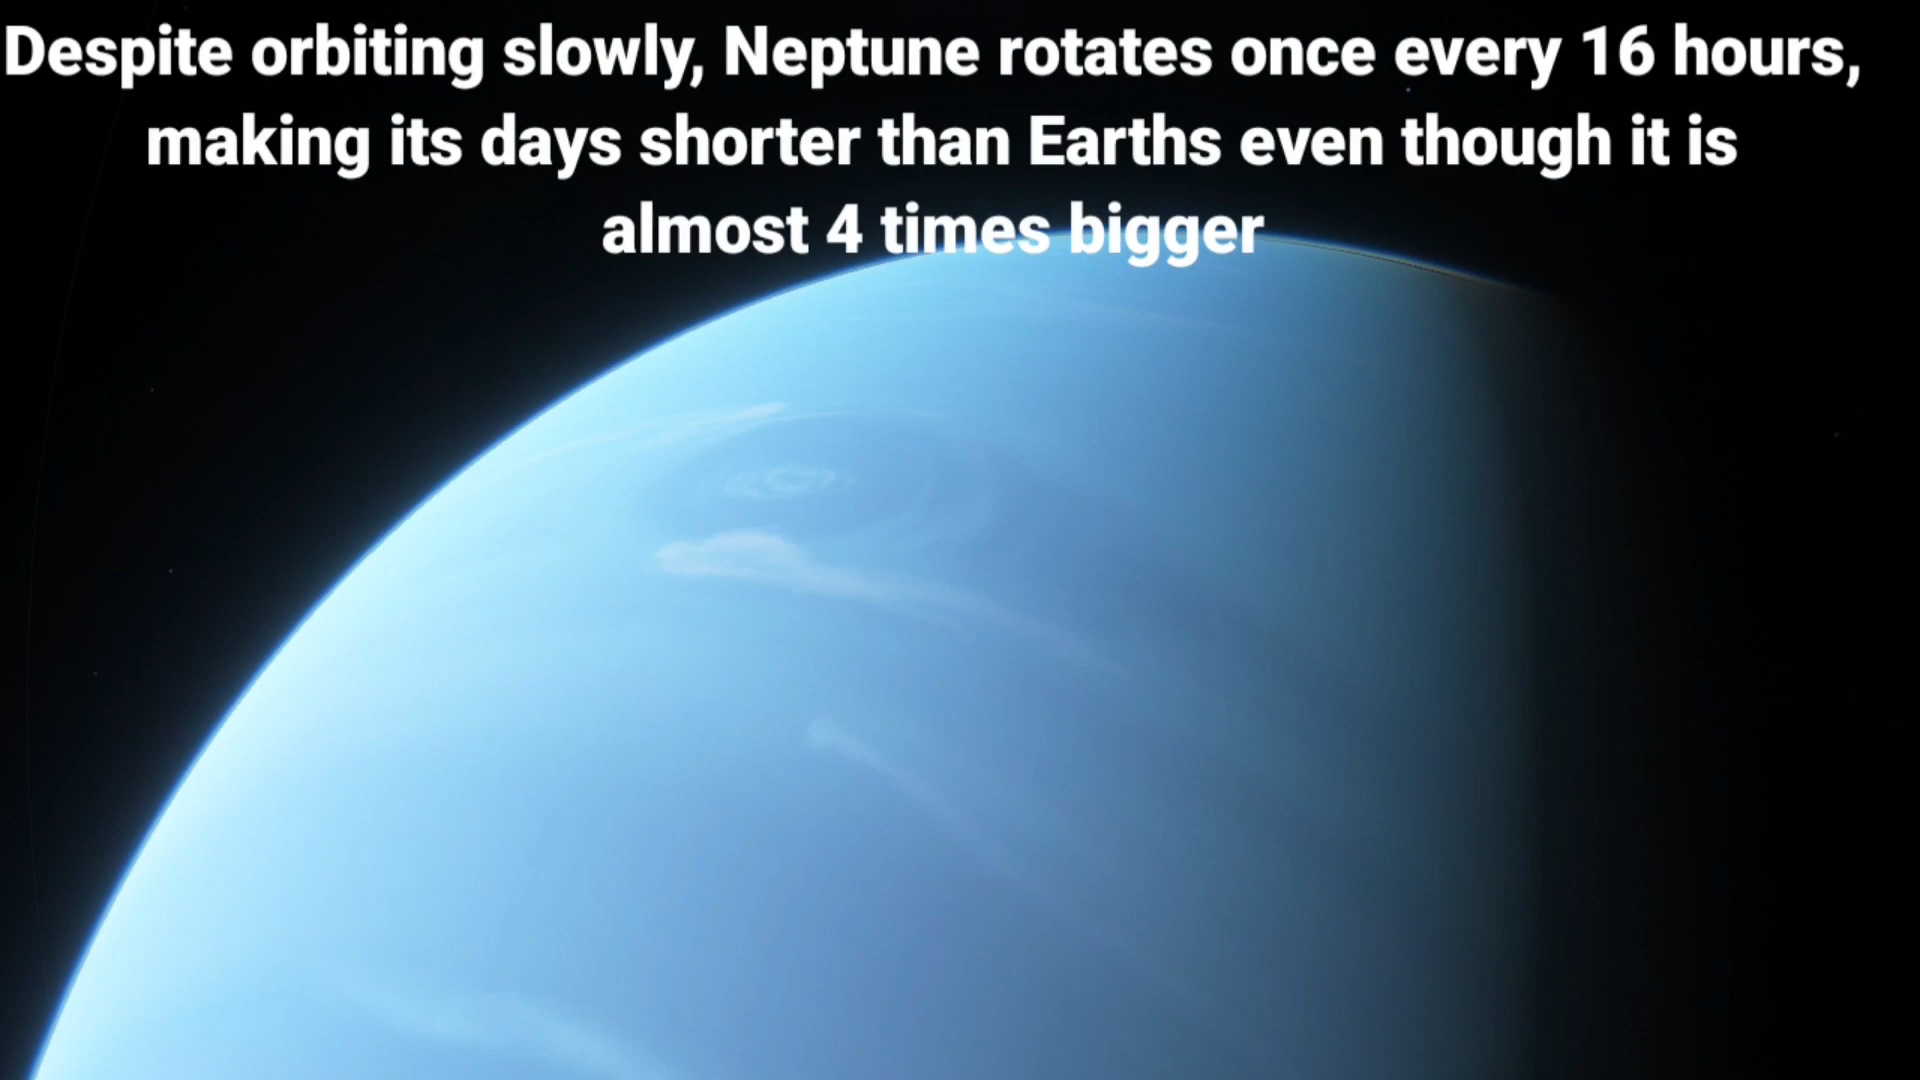 Despite orbiting slowly, Neptune rotates once every 16 hours,
making its days shorter than Earths even though it is
almost 4 times bigger